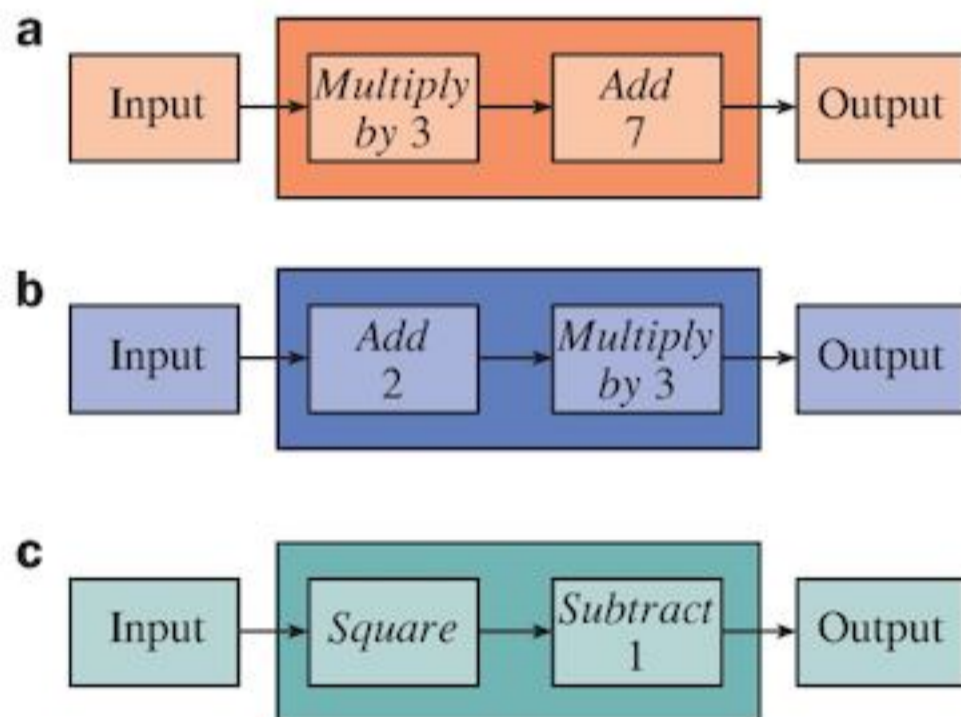 a
Input
Multiply
by 3
Add
7
Output
b
Input
Add
2
Multiply
by 3
Output
c
Input
Square
Subtract
1
Output